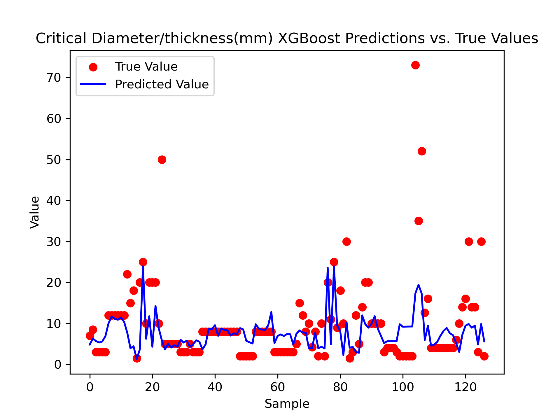 Critical Diameter/thickness(mm) XGBoost Predictions vs. True Values
True Value
Predicted Value
Value
70
60
50
40
30
20
10
0
0 20 40 60 80 100 120
Sample